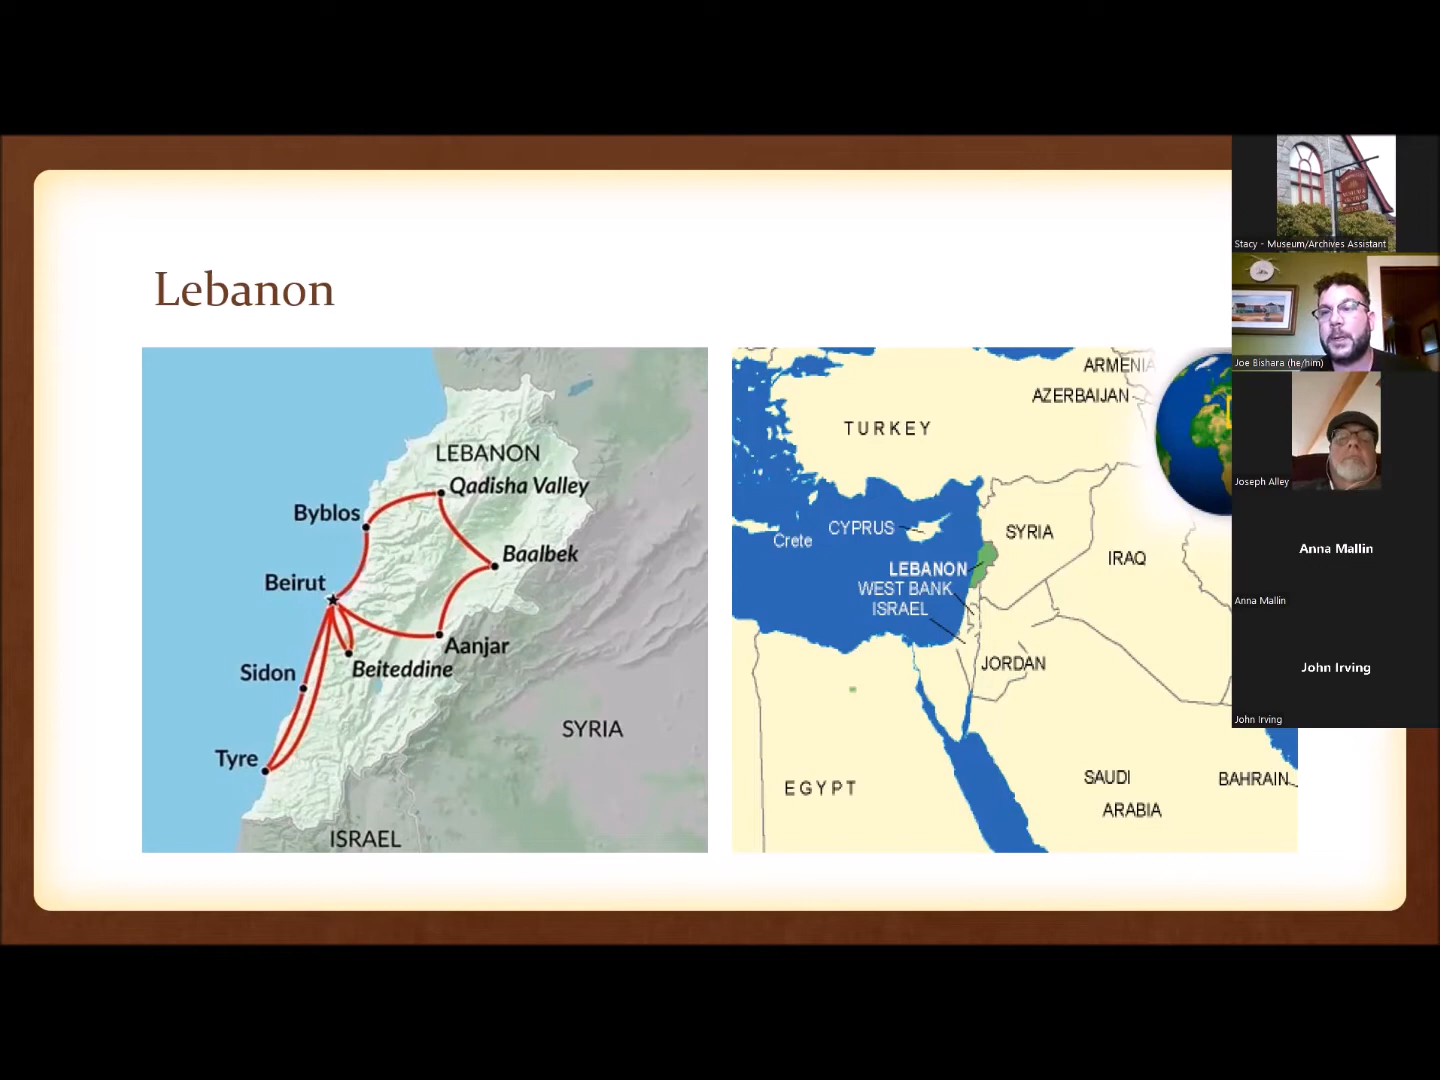 Lebanon
LEBANON
Qadisha Valley
Byblos
Baalbek
Beirut
Aanjar
Beiteddine
Sidon
SYRIA
Tyre
ISRAEL
ARMENIA
AZERBAIJAN
TURKEY
CYPRUS
Crete
SYRIA
IRAQ
LEBANON
WEST BANK
ISRAEL
JORDAN
EGYPT
SAUDI
ARABIA
BAHRAIN
Stacy - Museum/Archives Assistant
Joe Bishara (he/him)
Joseph Alley
Anna Mallin
Anna Mallin
John Irving
John Irving